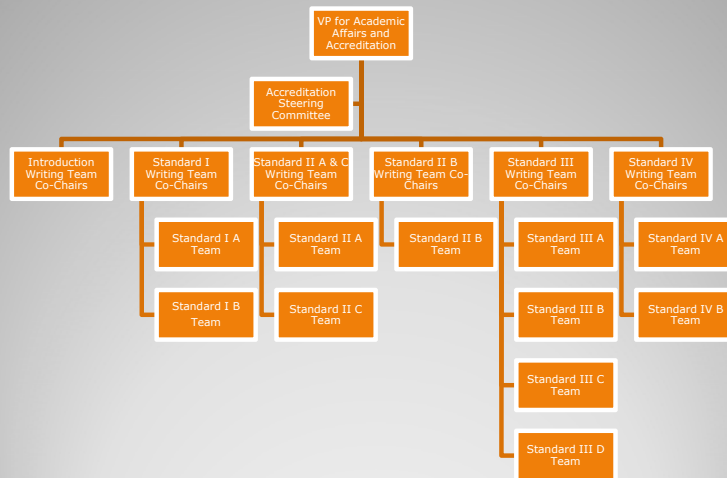 VP for Academic
Affairs and
Accreditation
Accreditation
Steering
Committee
Introduction
Writing Team
Co-Chairs
Standard I
Writing Team
Co-Chairs
Standard II A & C
Writing Team
Co-Chairs
Standard II B
Writing Team Co-
Chairs
Standard III
Writing Team
Co-Chairs
Standard IV
Writing Team
Co-Chairs
Standard I A
Team
Standard II A
Team
Standard II B
Team
Standard III A
Team
Standard IV A
Team
Standard I B
Team
Standard II C
Team
Standard III B
Team
Standard IV B
Team
Standard III C
Team
Standard III D
Team